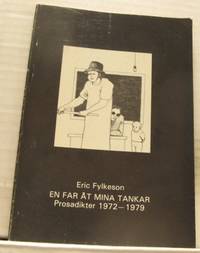 Eric Fylkeson
EN FAR ÅT MINA TANKAR
Prosadikter 1972–1979